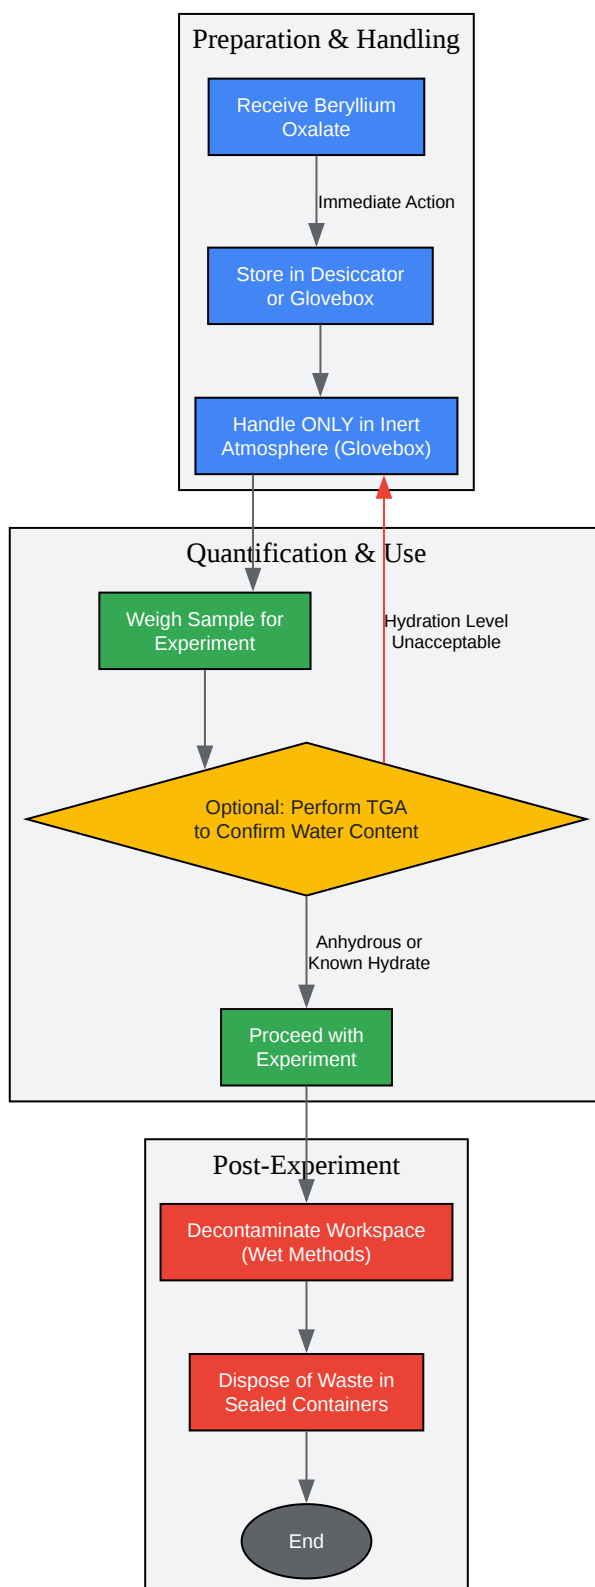 Preparation & Handling
Receive Beryllium
Oxalate
Immediate Action
Store in Desiccator
or Glovebox
Handle ONLY in Inert
Atmosphere (Glovebox)
Quantification & Use
Weigh Sample for
Experiment
Hydration Level
Unacceptable
Optional: Perform TGA
to Confirm Water Content
Anhydrous or
Known Hydrate
Proceed with
Experiment
Post-Experiment
Decontaminate Workspace
(Wet Methods)
Dispose of Waste in
Sealed Containers
End